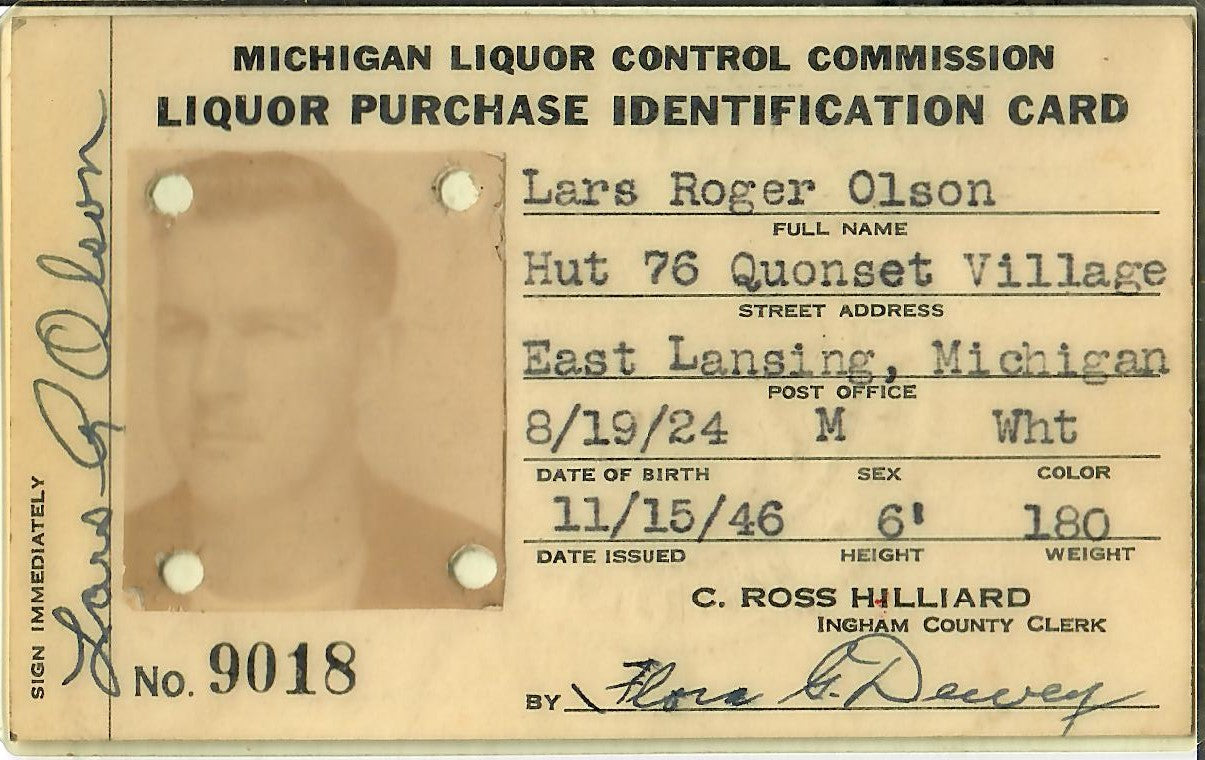 MICHIGAN LIQUOR CONTROL COMMISSION
LIQUOR PURCHASE IDENTIFICATION CARD
Lars Roger Olson
FULL NAME
Hut 76 Quonset Village
STREET ADDRESS
East Lansing, Michigan
POST OFFICE
8/19/24 M Wht
DATE OF BIRTH SEX COLOR
11/15/46 6' 180
DATE ISSUED HEIGHT WEIGHT
C. ROSS HILLIARD
INGHAM COUNTY CLERK
BY Flora G. Dewey
No. 9018
SIGN IMMEDIATELY
Lars R Olson